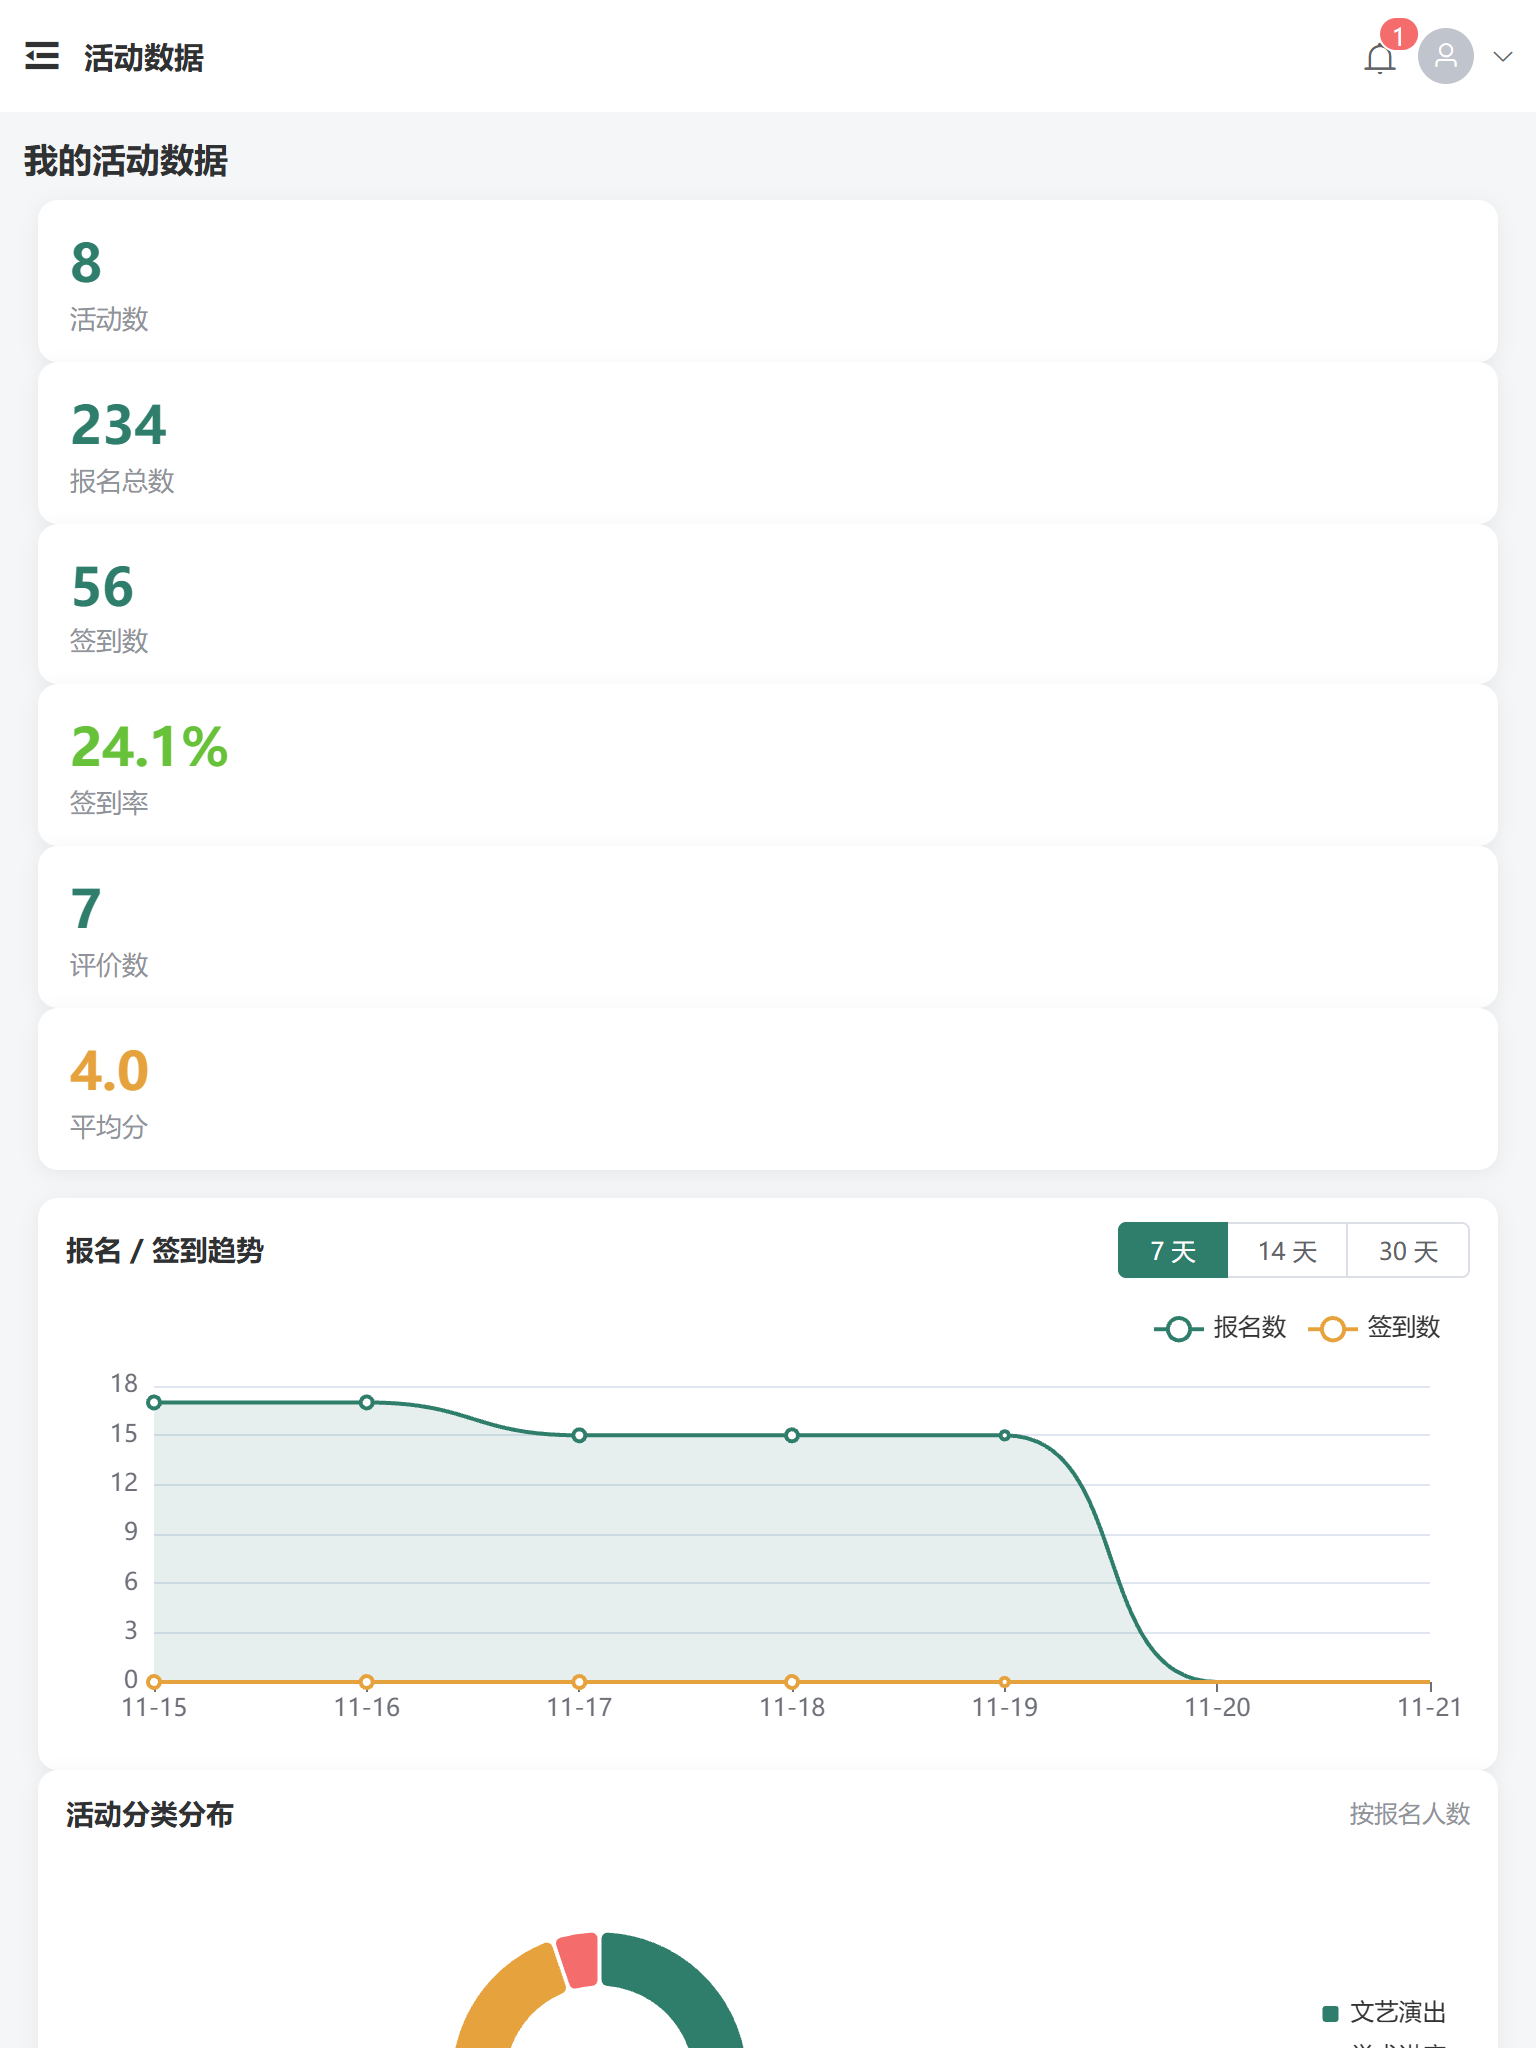 活动数据
1
我的活动数据
8
活动数
234
报名总数
56
签到数
24.1%
签到率
7
评价数
4.0
平均分
报名 / 签到趋势
7 天 14 天 30 天
报名数 签到数
18
15
12
9
6
3
0
11-15 11-16 11-17 11-18 11-19 11-20 11-21
活动分类分布 按报名人数
文艺演出